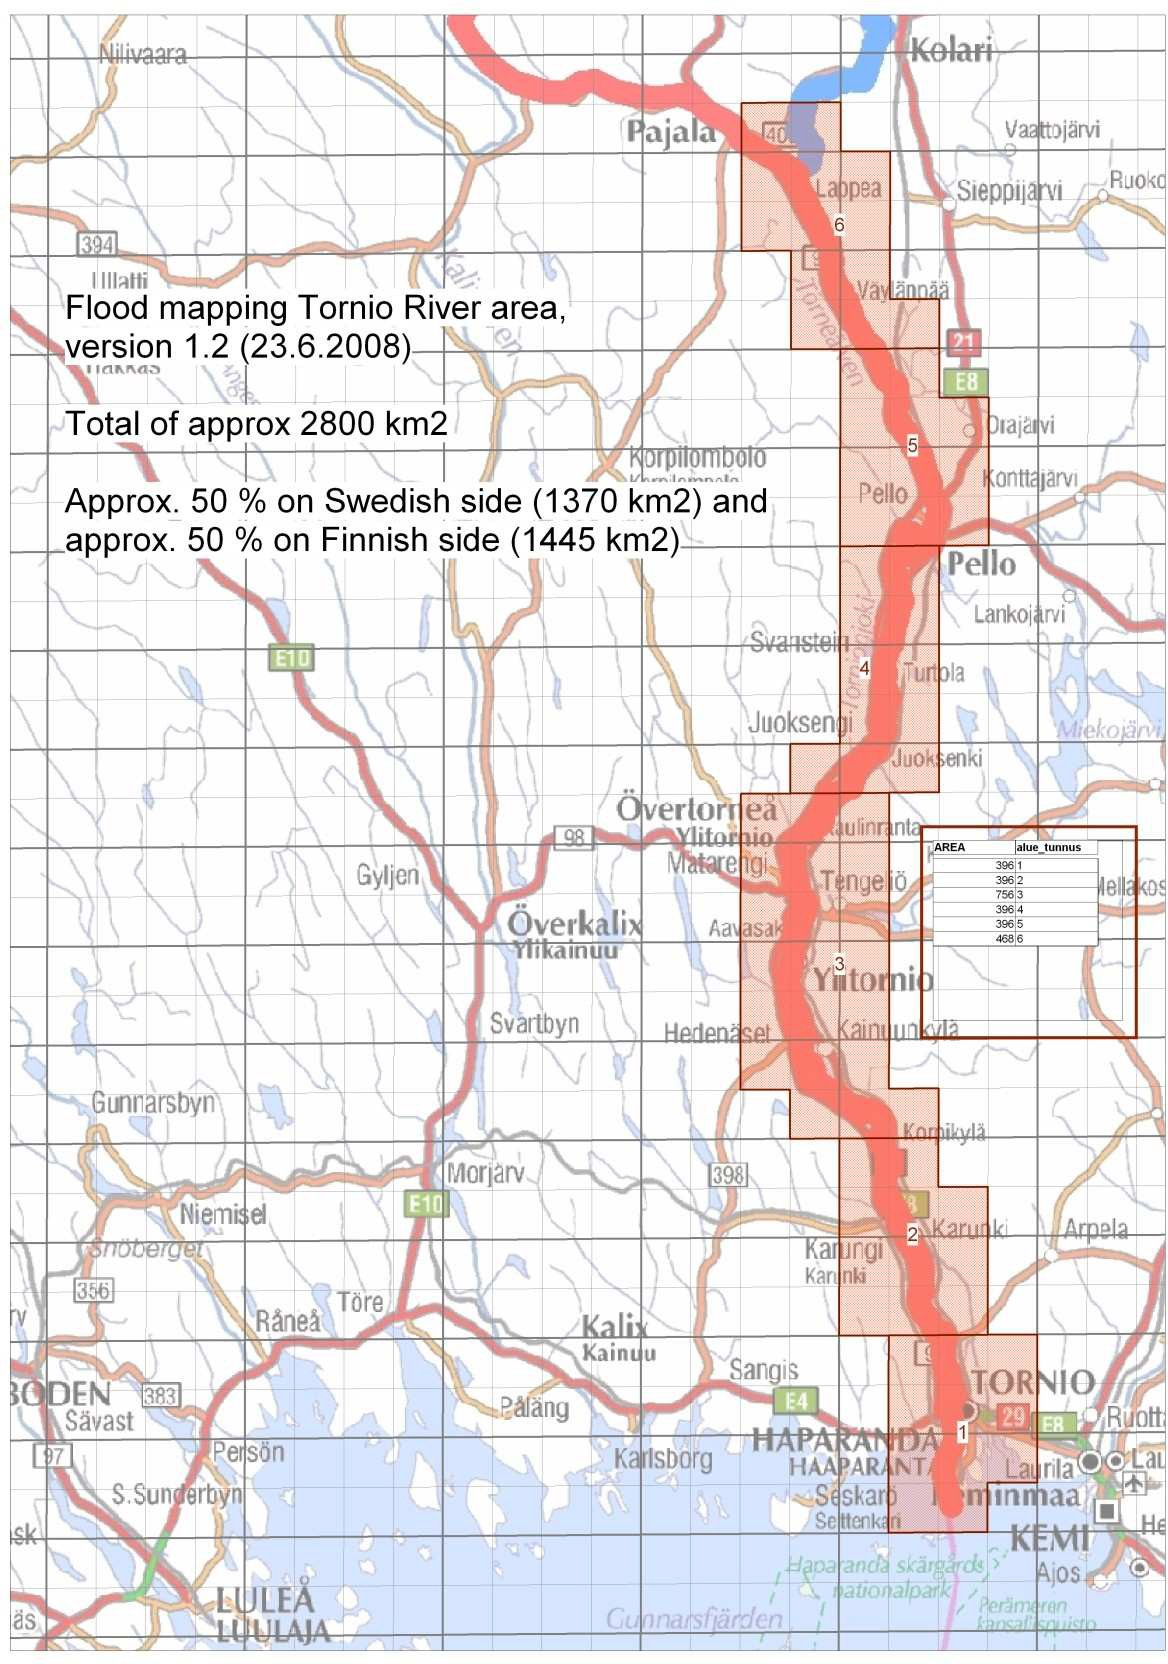 Kolari
Nilivaara
Pajala
40
Vaattojärvi
Lappea
Sieppijärvi
6
394
Ullatti
Väylänpää
Flood mapping Tornio River area,
version 1.2 (23.6.2008)
21
E8
Total of approx 2800 km2
Orajärvi
5
Korpilombolo
Konttajärvi
Pello
Approx. 50 % on Swedish side (1370 km2) and
approx. 50 % on Finnish side (1445 km2)
Pello
Lankojärvi
Svanstein
E10
4
Turtola
Tornionjoki
Juoksengi
Miekojärvi
Juoksenki
Övertorneå
Ylitornio
98
Matarengi
AREA alue_tunnus
396 1
396 2
756 3
396 4
396 5
468 6
Gyljen
Tengeliö
Överkalix
Ylikainuu
Aavasak
3
Ylitornio
Svartbyn
Hedenäset
Kainuunkylä
Gunnarsbyn
Korpikylä
Morjärv
398
E10
Niemisel
2
Karunki
Arpela
Snöberget
Karungi
Karunki
356
Töre
Råneå
Kalix
Kainuu
Sangis
TORNIO
BODEN
383
Sävast
E4
Påläng
29
E8
1
HAPARANDA
HAAPARANTA
97
Persön
Karlsborg
Laurila
S.Sunderbyn
Seskarö
Seittenkari
Keminmaa
KEMI
Haparanda skärgårds
nationalpark
Ajos
LULEÅ
LUULAJA
Gunnarsfjärden
Perämeren
kansallispuisto